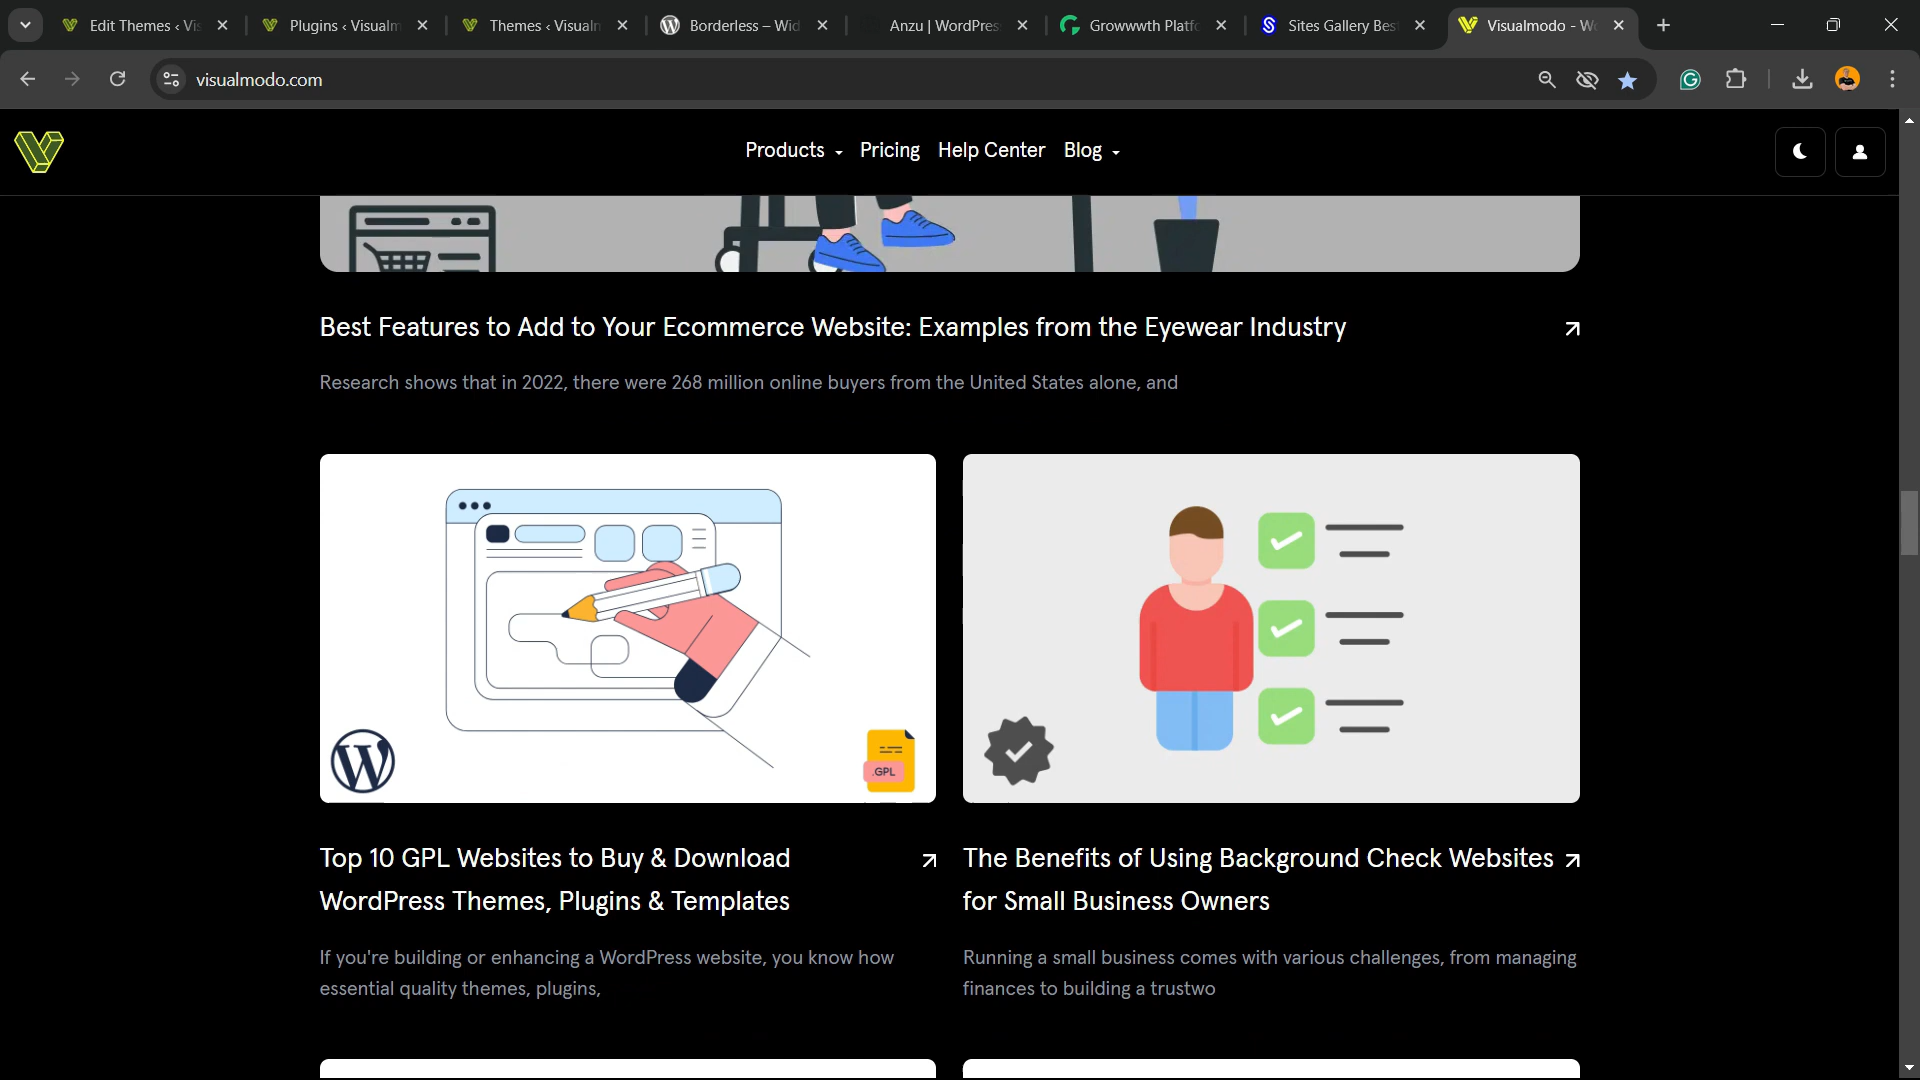 Edit Themes ‹ Vis
Plugins ‹ Visualm
Themes ‹ Visualn
Borderless – Wid
Anzu | WordPres
Growwwth Platfo
Sites Gallery Bes
Visualmodo - Wo
visualmodo.com
Products
Pricing
Help Center
Blog
Best Features to Add to Your Ecommerce Website: Examples from the Eyewear Industry
Research shows that in 2022, there were 268 million online buyers from the United States alone, and
.GPL
Top 10 GPL Websites to Buy & Download
WordPress Themes, Plugins & Templates
If you're building or enhancing a WordPress website, you know how
essential quality themes, plugins,
The Benefits of Using Background Check Websites
for Small Business Owners
Running a small business comes with various challenges, from managing
finances to building a trustwo